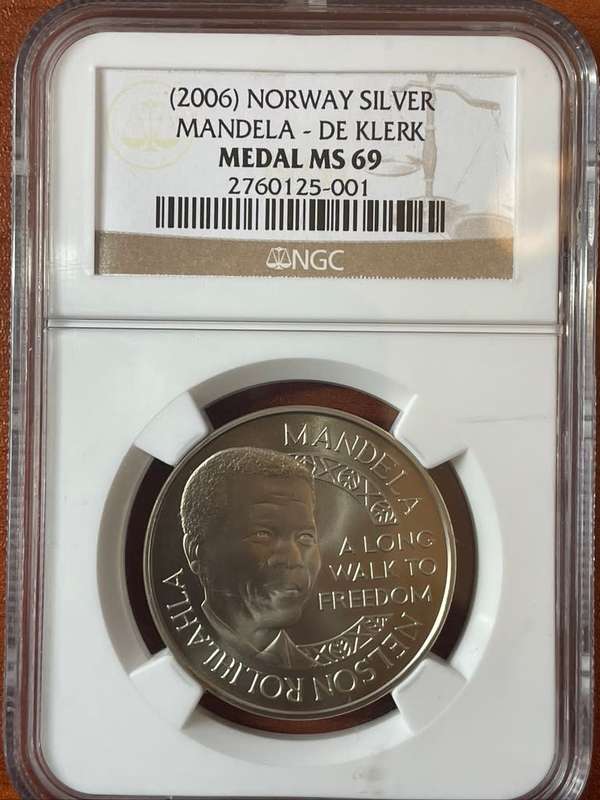 (2006) NORWAY SILVER
MANDELA - DE KLERK
MEDAL MS 69
2760125-001
NGC
MANDELA
A LONG
WALK TO
FREEDOM
NELSON ROLIHLAHLA